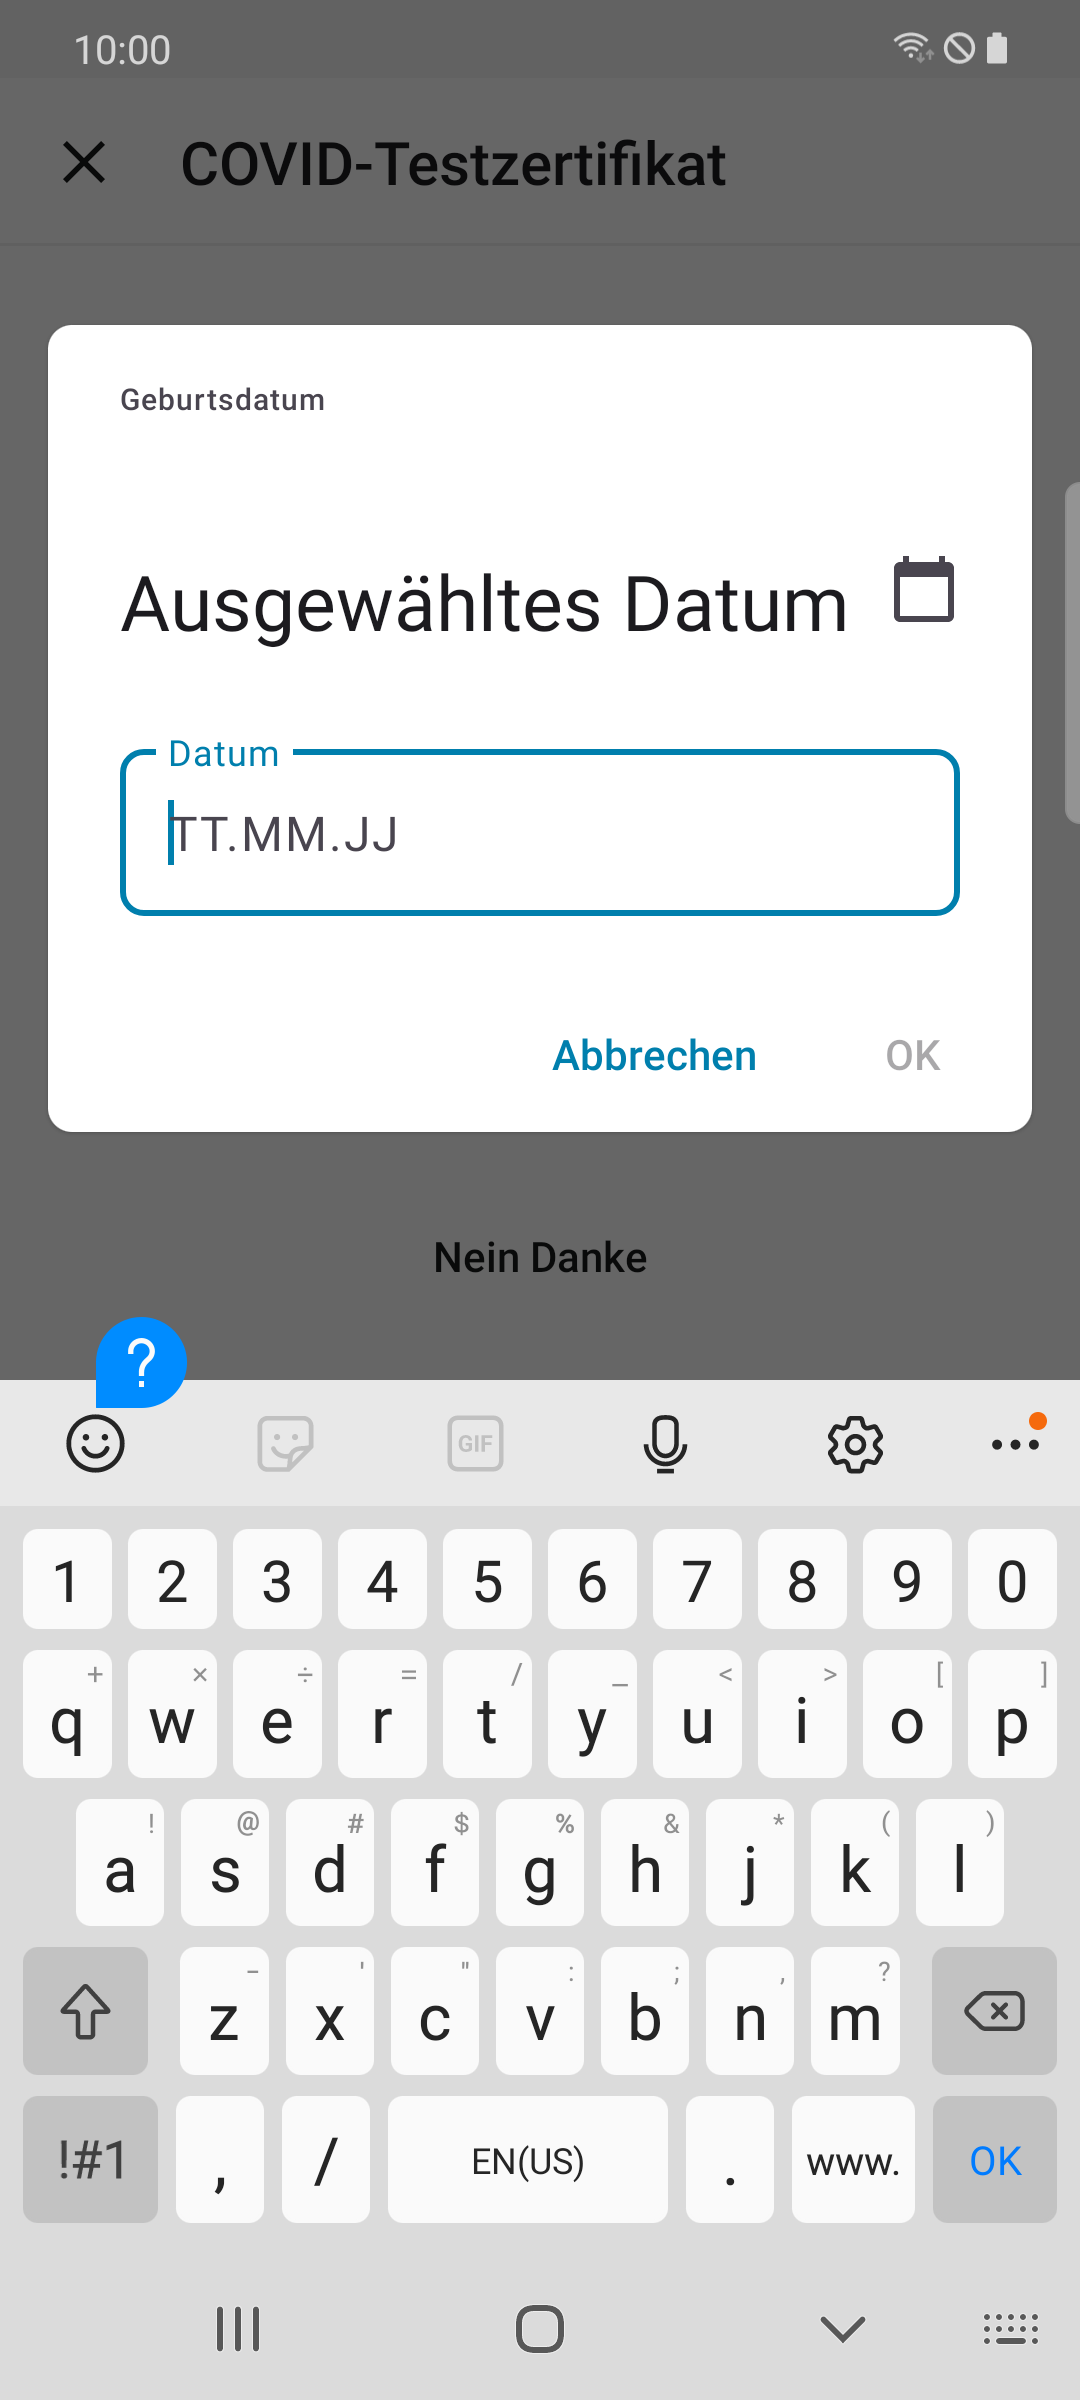 10:00
COVID-Testzertifikat
Geburtsdatum
Ausgewähltes Datum
Datum
TT.MM.JJ
Abbrechen OK
Nein Danke
?
GIF
1 2 3 4 5 6 7 8 9 0
+ × ÷ = / _ < > [ ]
q w e r t y u i o p
! @ # $ % & * ( )
a s d f g h j k l
- ' " : ; , ?
z x c v b n m
!#1 , / EN(US) . www. OK